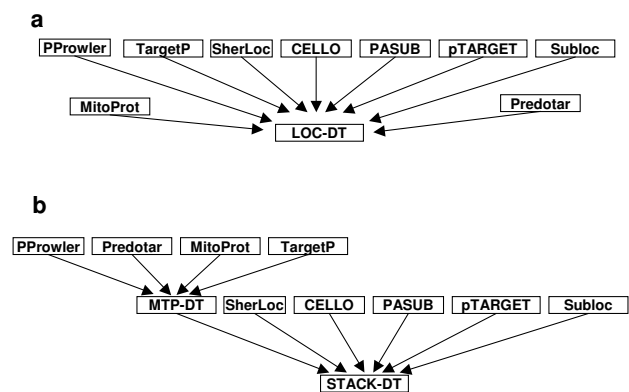 a
PProwler TargetP SherLoc CELLO PASUB pTARGET Subloc
MitoProt Predotar
LOC-DT
b
PProwler Predotar MitoProt TargetP
MTP-DT SherLoc CELLO PASUB pTARGET Subloc
STACK-DT